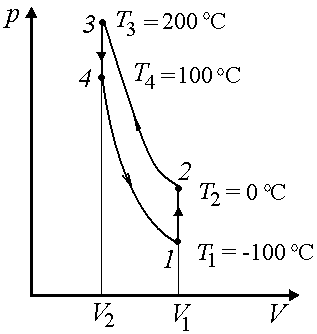 p
3 T₃ = 200 °C
4 T₄ = 100 °C
2 T₂ = 0 °C
1 T₁ = -100 °C
V₂ V₁ V